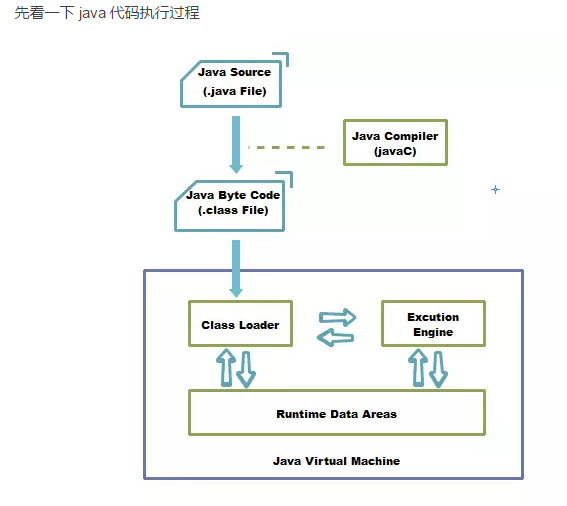 先看一下 java 代码执行过程
Java Source
(.java File)
Java Compiler
(javaC)
Java Byte Code
(.class File)
Class Loader
Excution
Engine
Runtime Data Areas
Java Virtual Machine